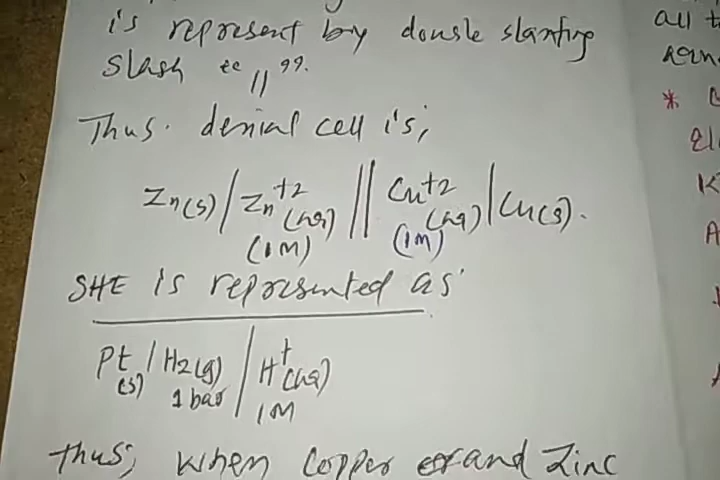 is represent by double slanting
slash " // ".
Thus. denial cell is,
Zn(s) / Zn+2 (aq) || Cu+2 (aq) | Cu(s).
(1M) (1M)
SHE is represented as
Pt(s) / H2(g) / H+(aq)
1 bar 1M
thus, when Copper and Zinc
all
*